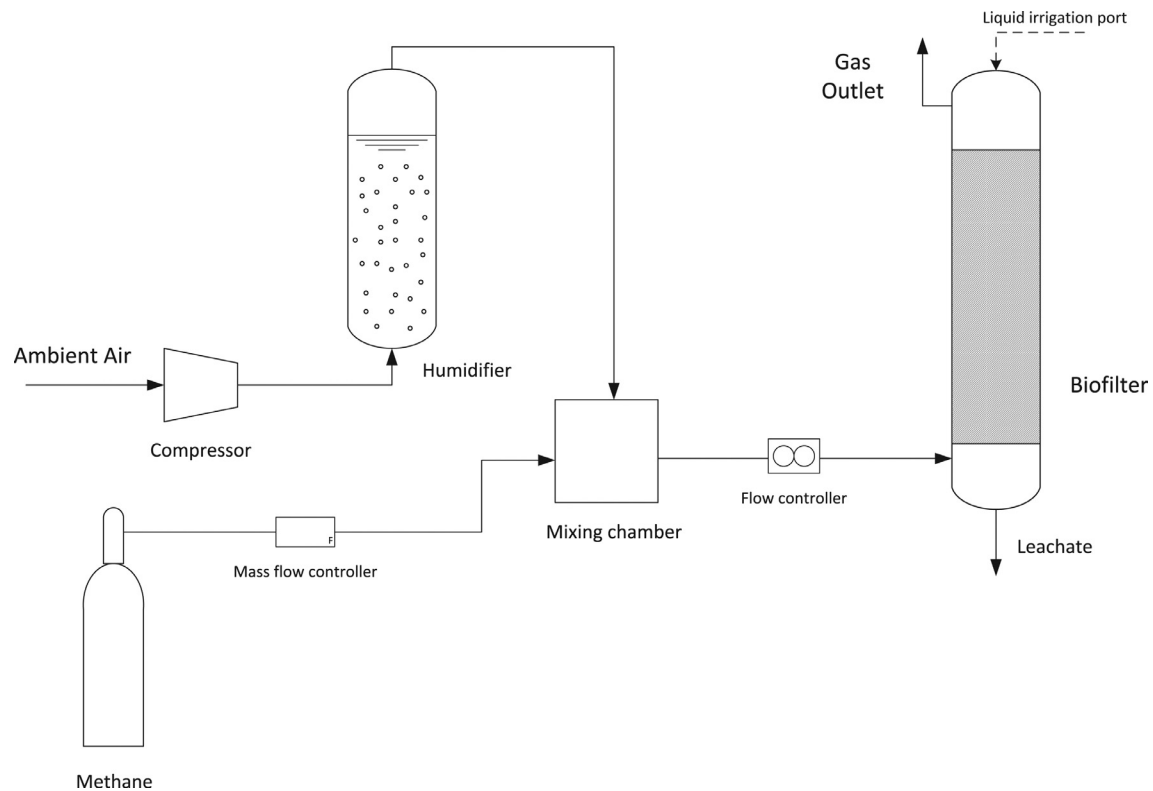 Liquid irrigation port
Gas
Outlet
Ambient Air
Humidifier
Biofilter
Compressor
Flow controller
Mixing chamber
Leachate
F
Mass flow controller
Methane